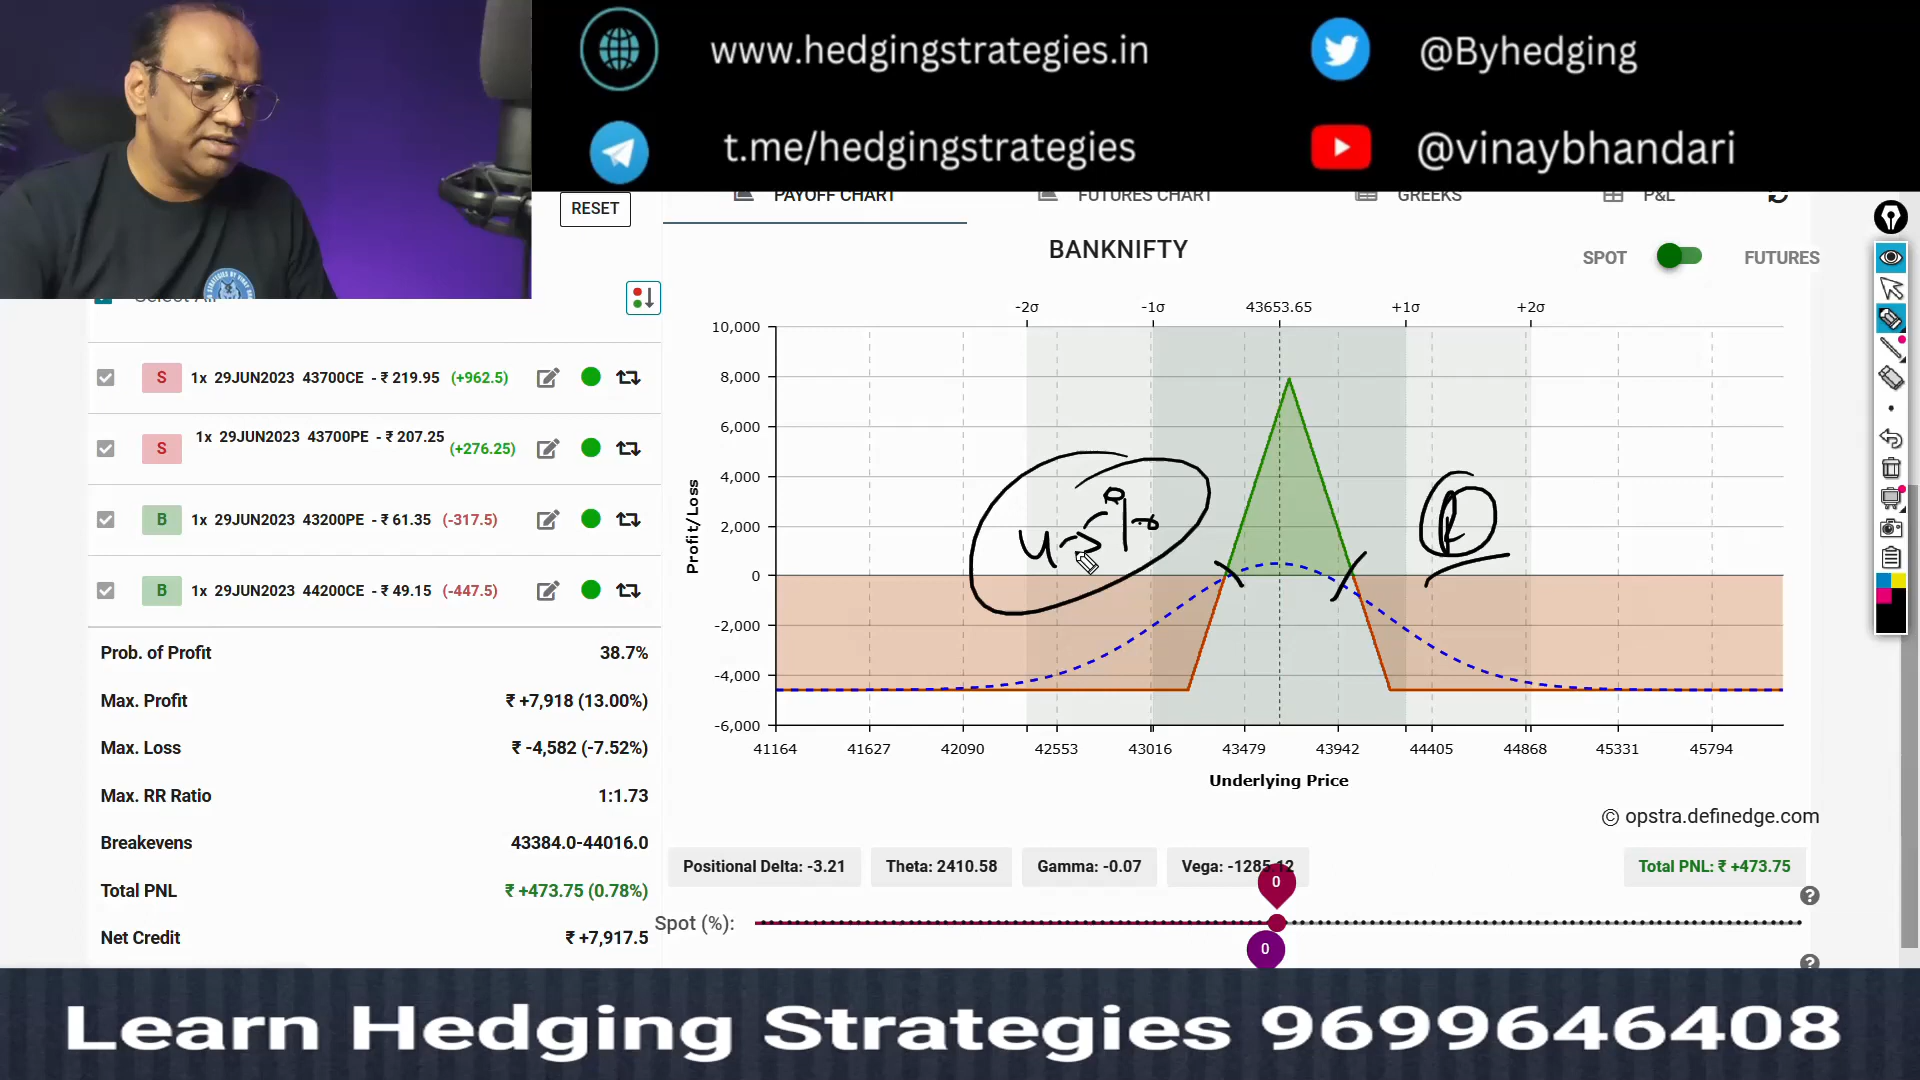 www.hedgingstrategies.in
@Byhedging
t.me/hedgingstrategies
@vinaybhandari
RESET
PAYOFF CHART
FUTURES CHART
GREEKS
P&L
BANKNIFTY
SPOT
FUTURES
Select All
S 1x 29JUN2023 43700CE - ₹ 219.95 (+962.5)
S 1x 29JUN2023 43700PE - ₹ 207.25 (+276.25)
B 1x 29JUN2023 43200PE - ₹ 61.35 (-317.5)
B 1x 29JUN2023 44200CE - ₹ 49.15 (-447.5)
Prob. of Profit 38.7%
Max. Profit ₹ +7,918 (13.00%)
Max. Loss ₹ -4,582 (-7.52%)
Max. RR Ratio 1:1.73
Breakevens 43384.0-44016.0
Total PNL ₹ +473.75 (0.78%)
Net Credit ₹ +7,917.5
-2σ -1σ 43653.65 +1σ +2σ
10,000
8,000
6,000
4,000
2,000
0
-2,000
-4,000
-6,000
Profit/Loss
41164 41627 42090 42553 43016 43479 43942 44405 44868 45331 45794
Underlying Price
© opstra.definedge.com
Positional Delta: -3.21
Theta: 2410.58
Gamma: -0.07
Vega: -1285.12
Total PNL: ₹ +473.75
0
Spot (%):
0
Learn Hedging Strategies 9699646408